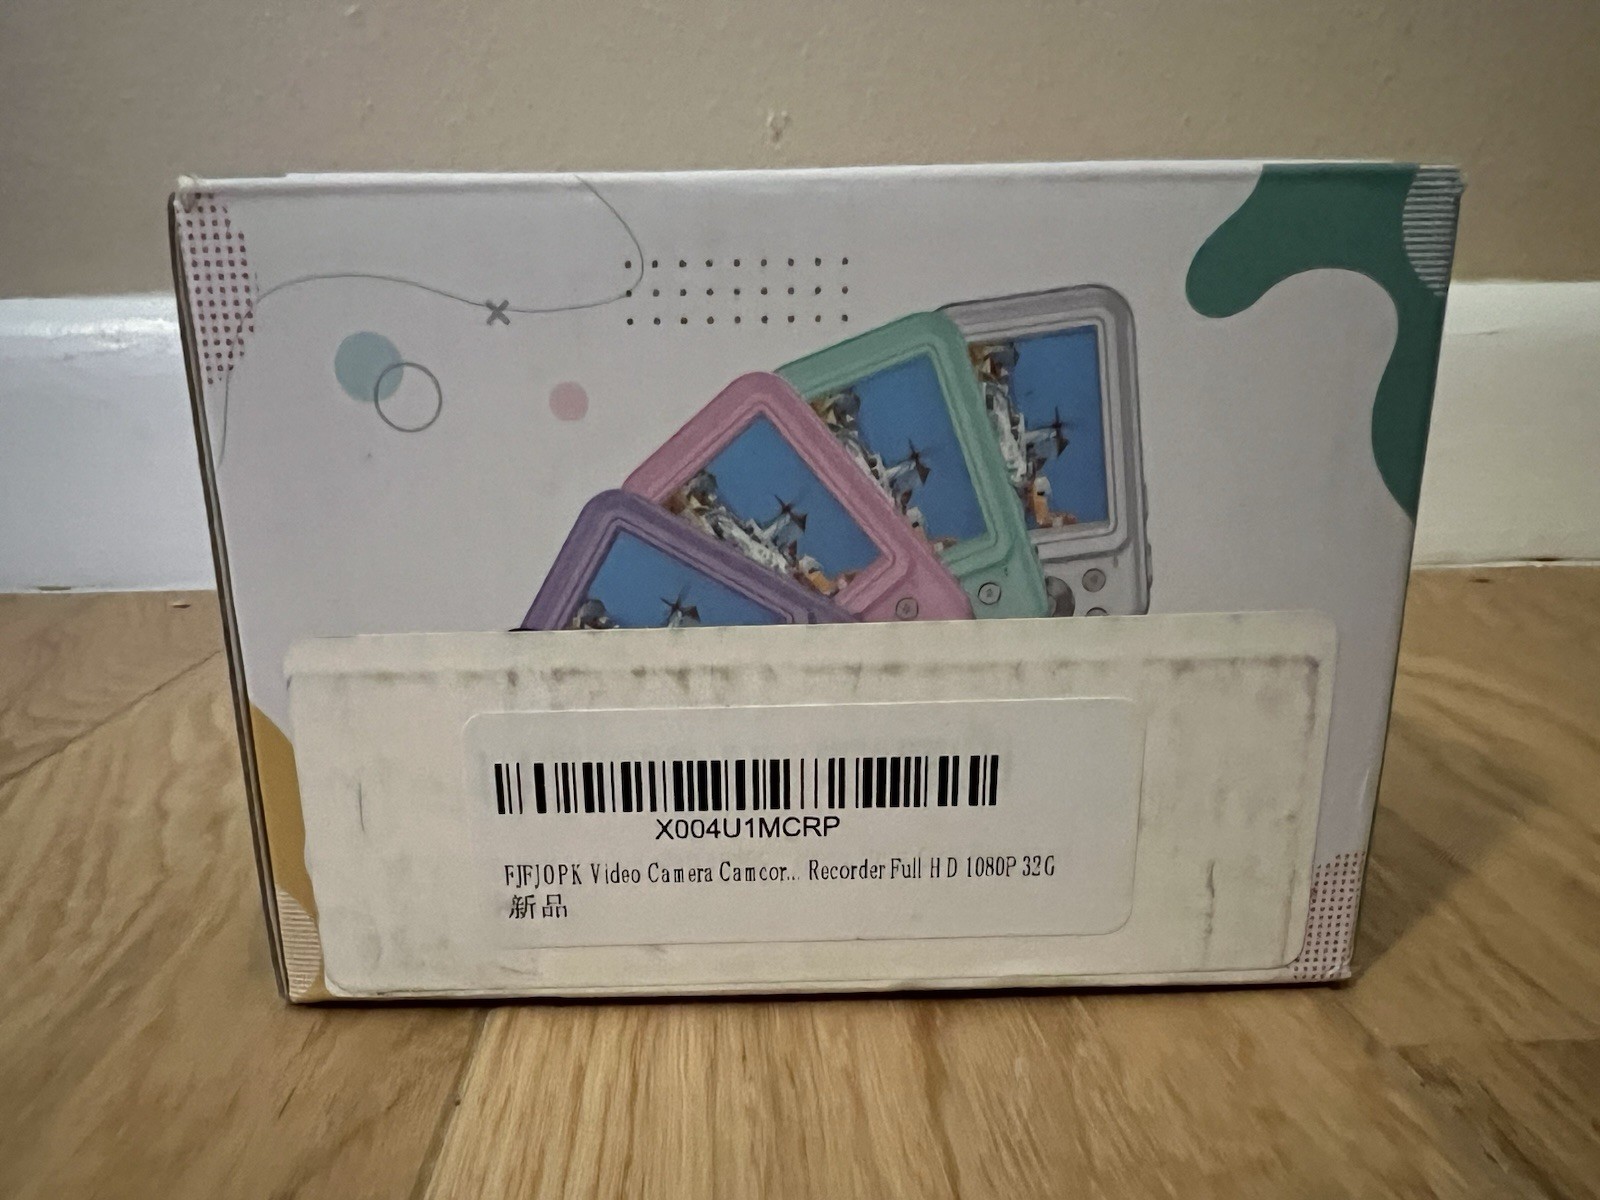 X004U1MCRP
FJFJOPK Video Camera Camcor... Recorder Full HD 1080P 32G
新品